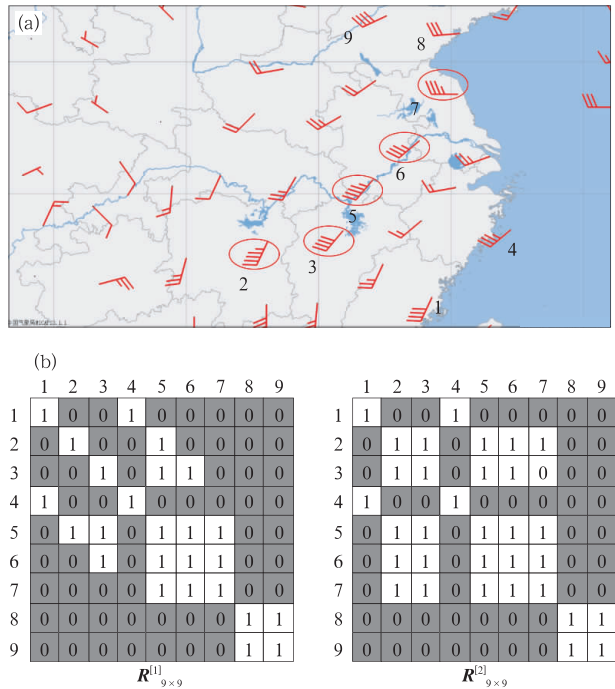 (a)
9
8
7
6
5
4
3
2
1
(b)
1 2 3 4 5 6 7 8 9 1 2 3 4 5 6 7 8 9
1 1 0 0 1 0 0 0 0 0 1 1 0 0 1 0 0 0 0 0
2 0 1 0 0 1 0 0 0 0 2 0 1 1 0 1 1 1 0 0
3 0 0 1 0 1 1 0 0 0 3 0 1 1 0 1 1 0 0 0
4 1 0 0 1 0 0 0 0 0 4 1 0 0 1 0 0 0 0 0
5 0 1 1 0 1 1 1 0 0 5 0 1 1 0 1 1 1 0 0
6 0 0 1 0 1 1 1 0 0 6 0 1 1 0 1 1 1 0 0
7 0 0 0 0 1 1 1 0 0 7 0 1 1 0 1 1 1 0 0
8 0 0 0 0 0 0 0 1 1 8 0 0 0 0 0 0 0 1 1
9 0 0 0 0 0 0 0 1 1 9 0 0 0 0 0 0 0 1 1
R[1]9×9 R[2]9×9